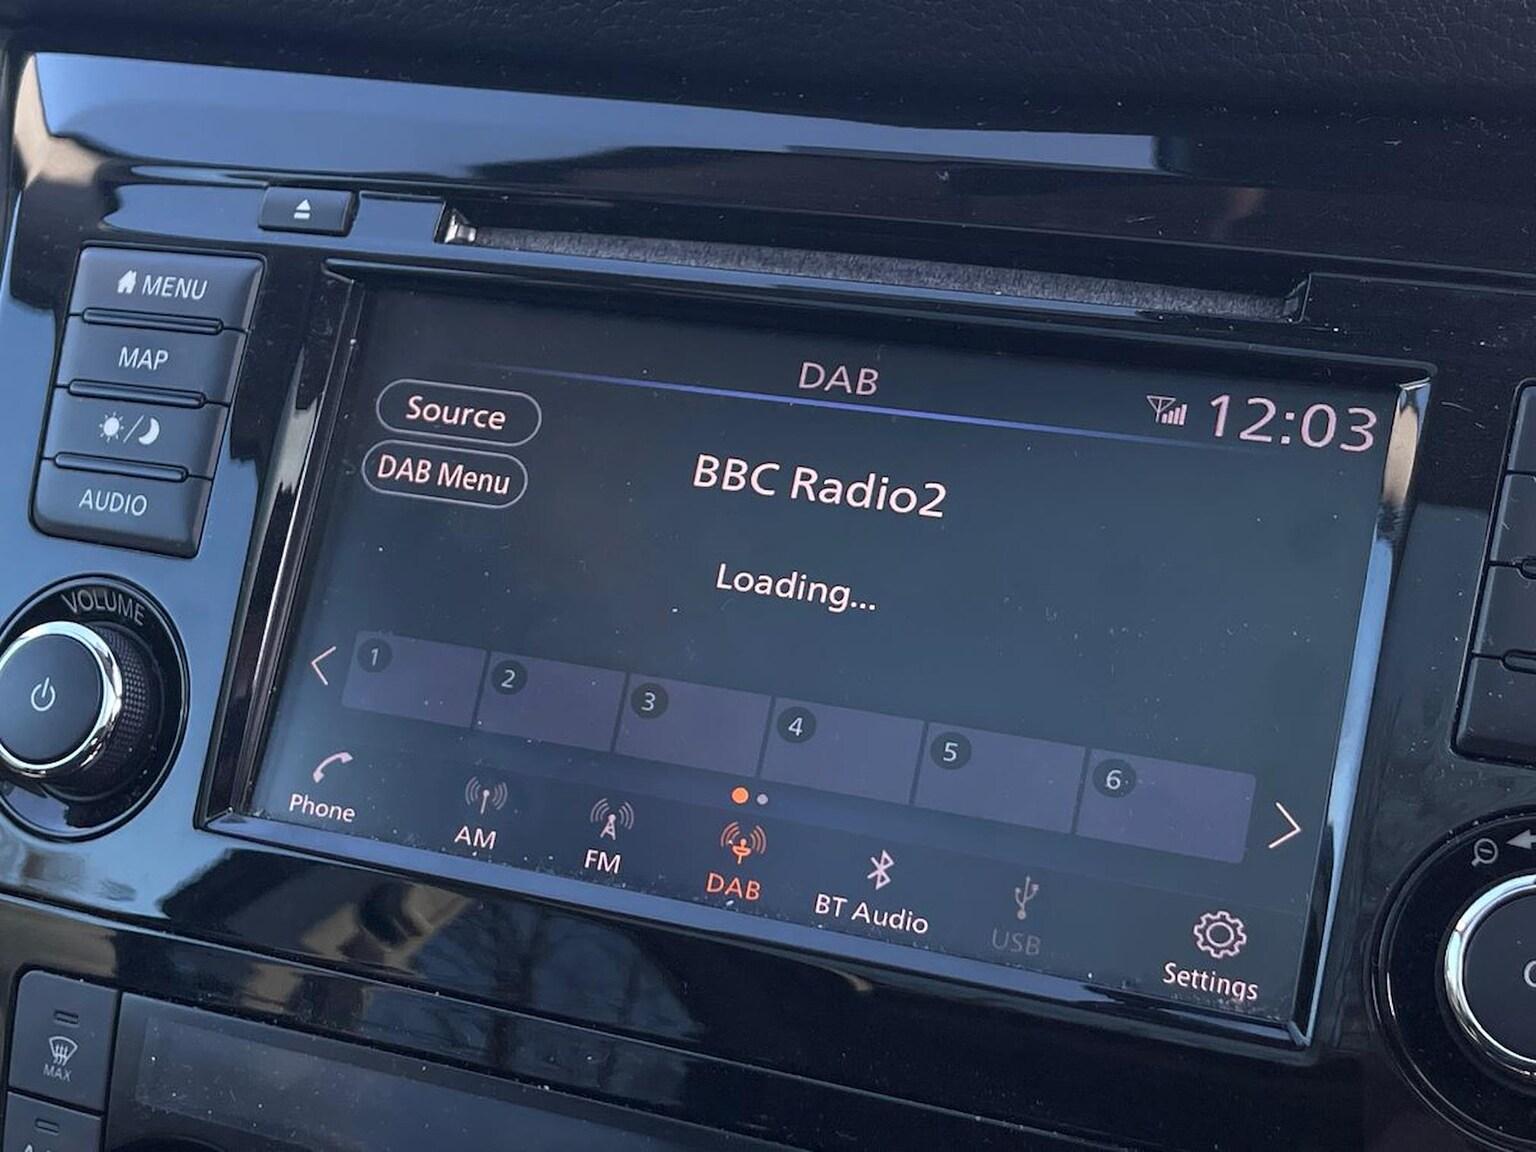 MENU
MAP
AUDIO
VOLUME
DAB
12:03
Source
DAB Menu
BBC Radio2
Loading...
1
2
3
4
5
6
Phone
AM
FM
DAB
BT Audio
USB
Settings
MAX